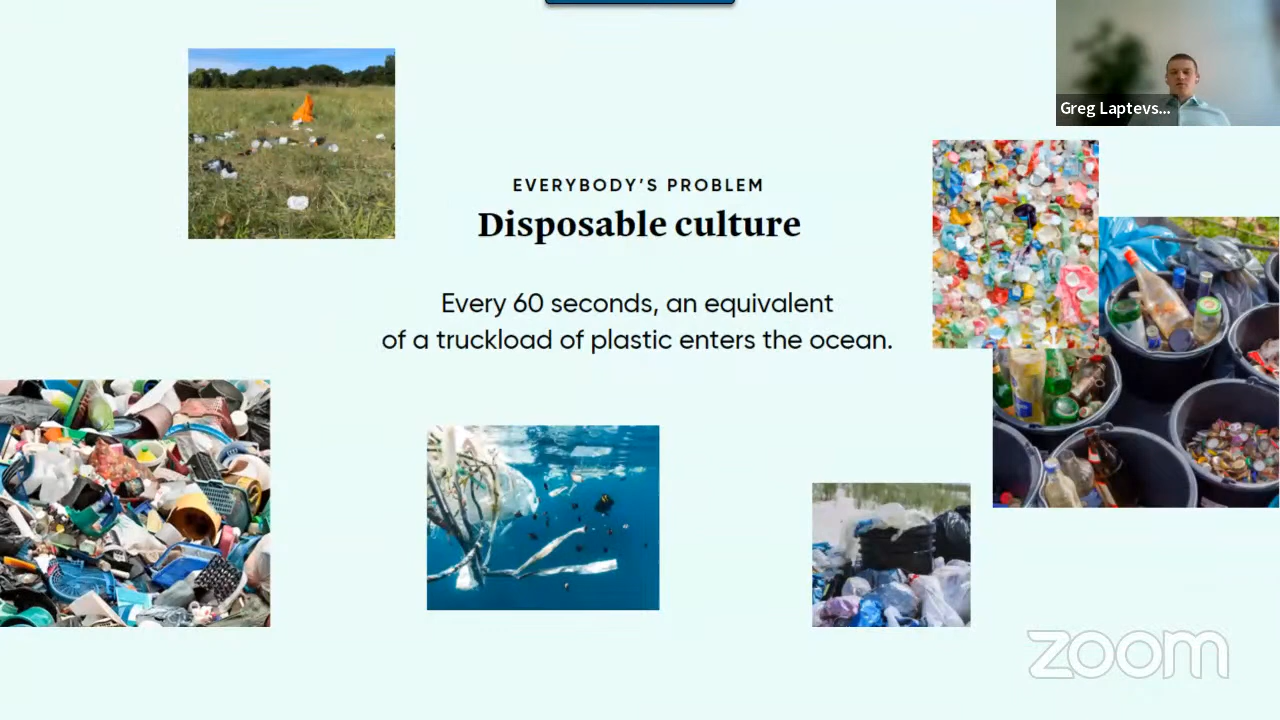 Greg Laptevs...
EVERYBODY'S PROBLEM
Disposable culture
Every 60 seconds, an equivalent
of a truckload of plastic enters the ocean.
zoom